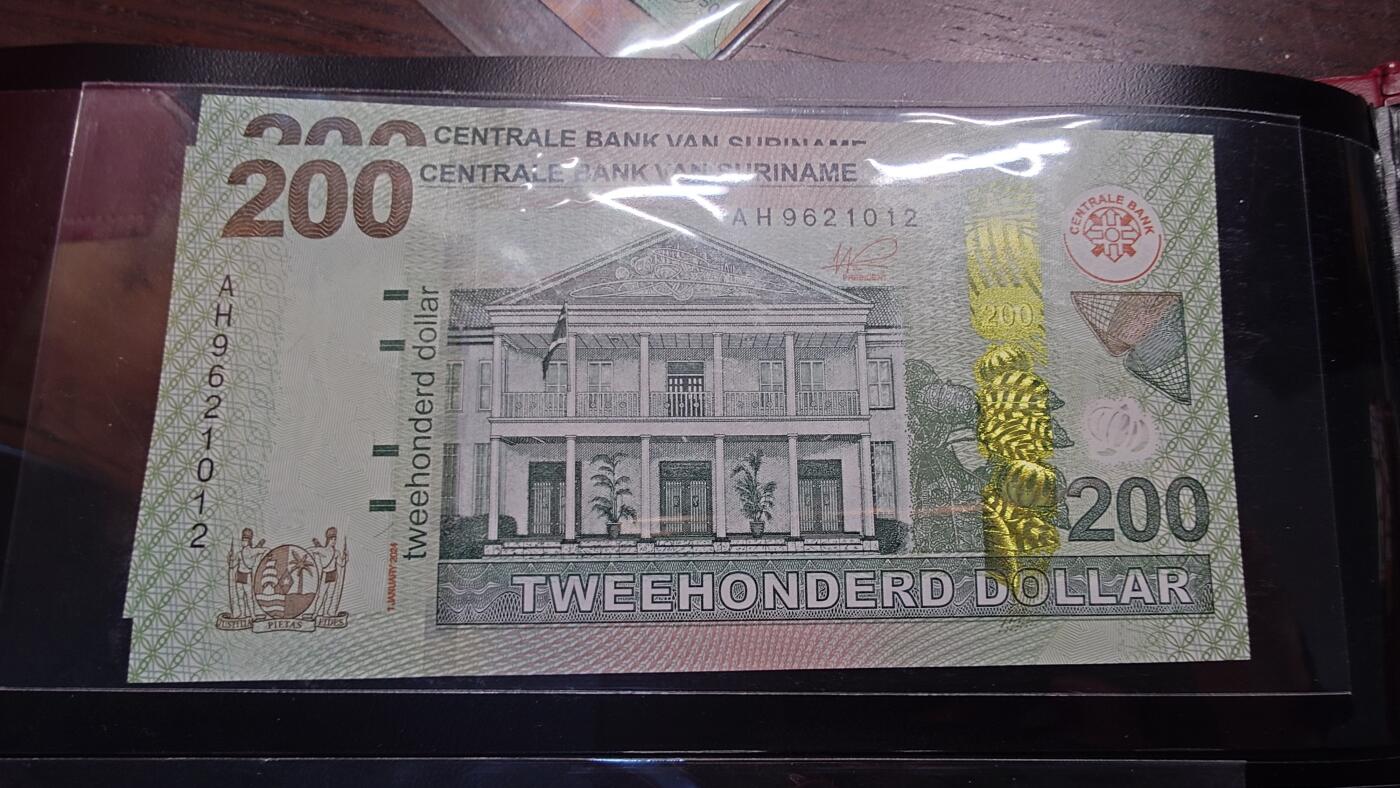 200 CENTRALE BANK VAN SURINAME
200 CENTRALE BANK VAN SURINAME
AH9621012
CENTRALE BANK
PRESIDENT
AH9621012
tweehonderd dollar
200
200
1 JANUARY 2024
JUSTITIA PIETAS FIDES
TWEEHONDERD DOLLAR